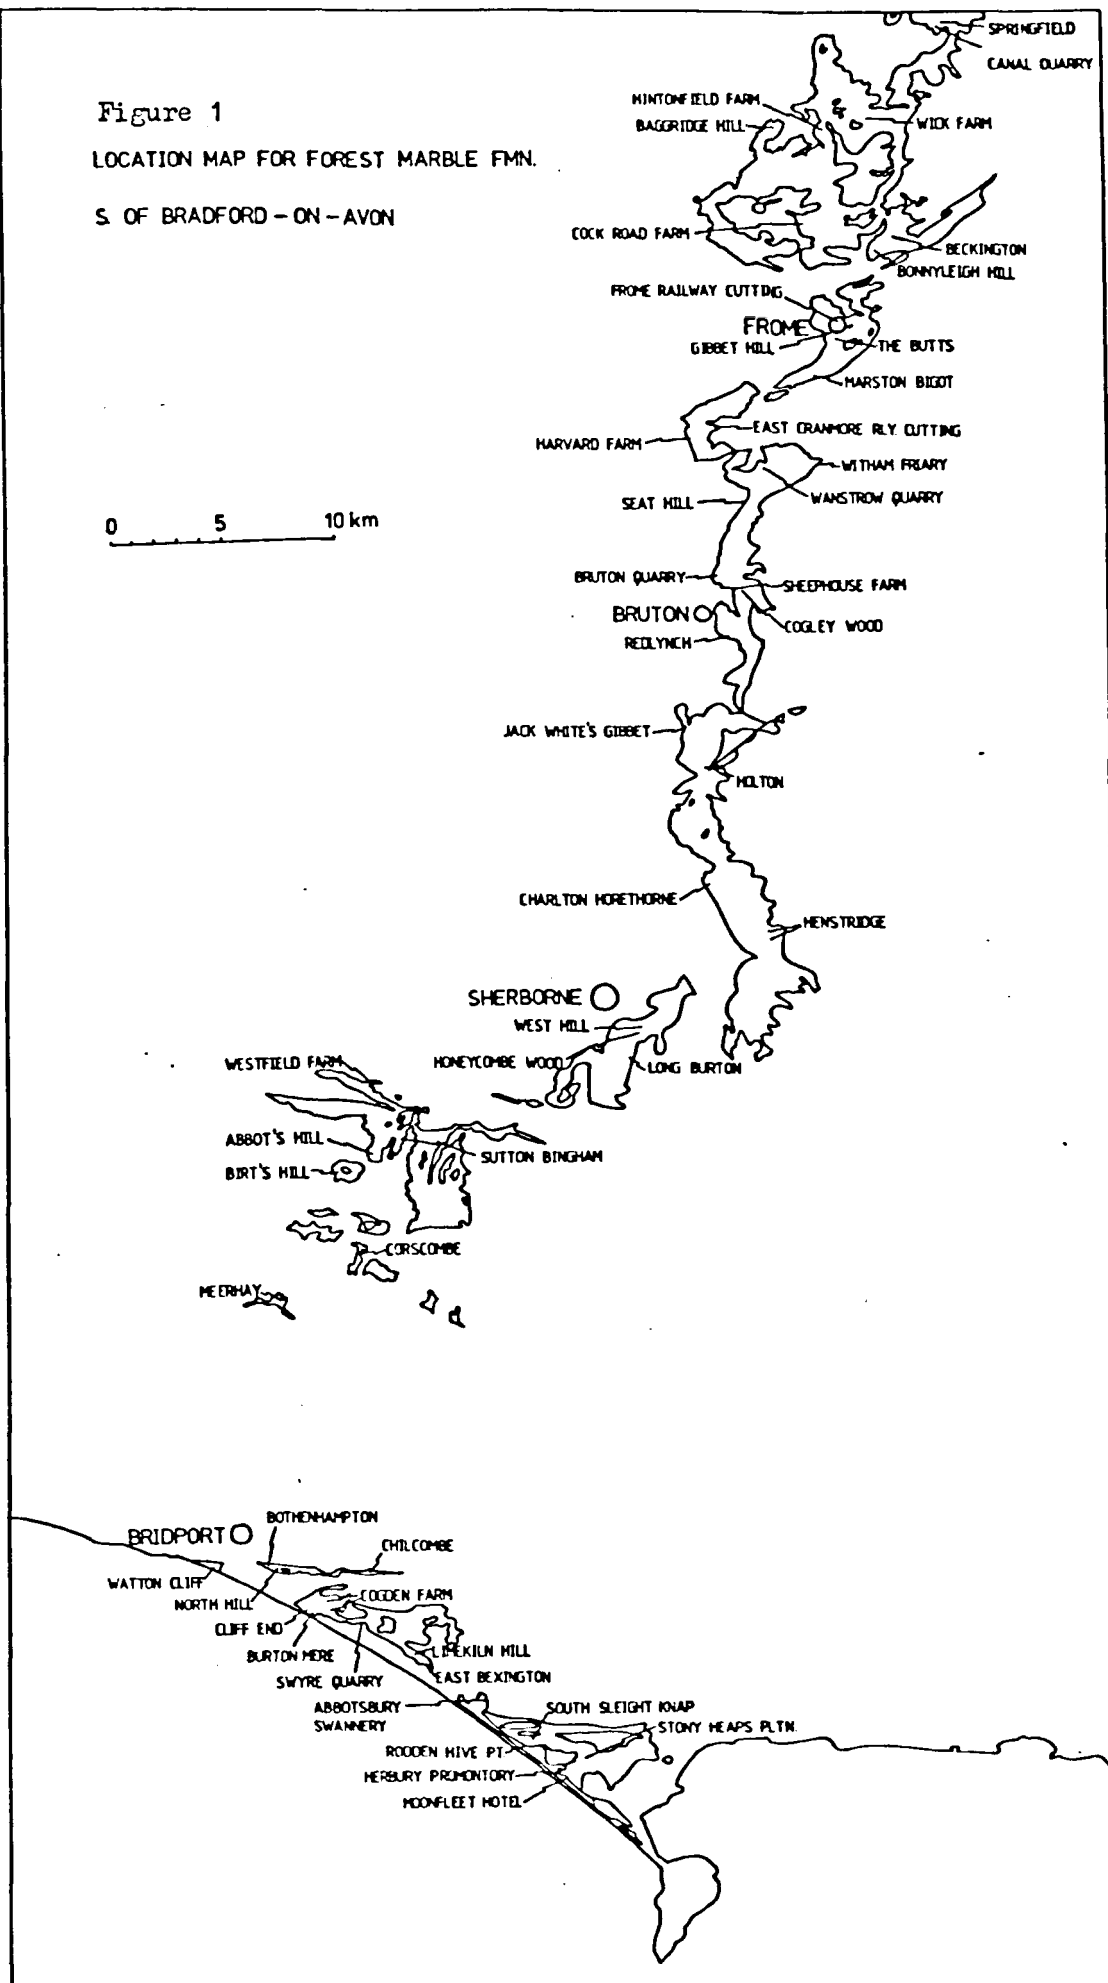 Figure 1
LOCATION MAP FOR FOREST MARBLE FMN.
S. OF BRADFORD - ON - AVON
SPRINGFIELD
CANAL QUARRY
HINTONFIELD FARM
BAGGRIDGE HILL
WICK FARM
COCK ROAD FARM
BECKINGTON
BONNYLEIGH HILL
FROME RAILWAY CUTTING
FROME
GIBBET HILL
THE BUTTS
MARSTON BIGOT
EAST CRANMORE RLY. CUTTING
HARVARD FARM
WITHAM FRIARY
WANSTROW QUARRY
SEAT HILL
0 5 10 km
BRUTON QUARRY
SHEEPHOUSE FARM
BRUTON
COGLEY WOOD
REDLYNCH
JACK WHITE'S GIBBET
HOLTON
CHARLTON HORETHORNE
HENSTRIDGE
SHERBORNE
WEST HILL
WESTFIELD FARM
HONEYCOMBE WOOD
LONG BURTON
ABBOT'S HILL
SUTTON BINGHAM
BIRT'S HILL
CORSCOMBE
MEERHAY
BOTHENHAMPTON
BRIDPORT
CHILCOMBE
WATTON CLIFF
NORTH HILL
COGDEN FARM
CLIFF END
BURTON MERE
LIMEKILN HILL
SWYRE QUARRY
EAST BEXINGTON
ABBOTSBURY
SWANNERY
SOUTH SLEIGHT KNAP
STONY HEAPS PLTN.
RODDEN HIVE PT
HERBURY PROMONTORY
MOONFLEET HOTEL